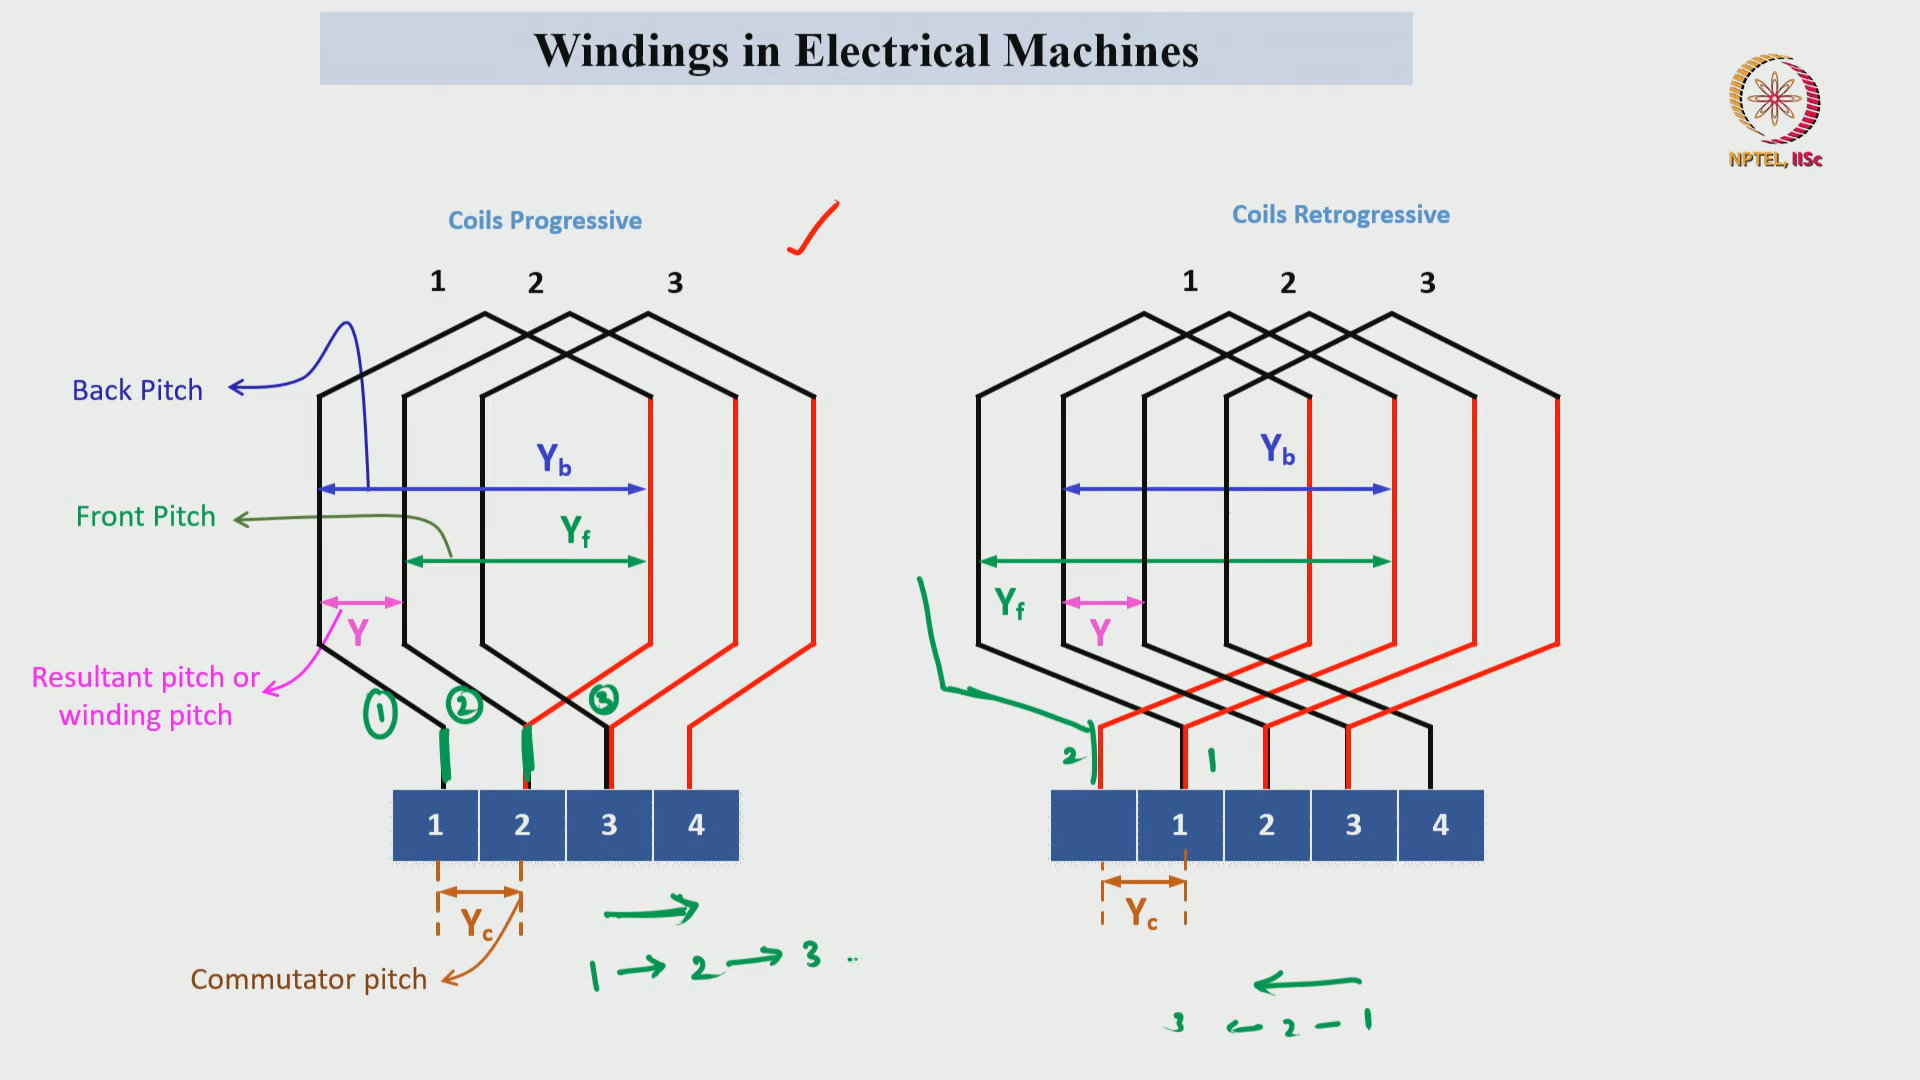 Windings in Electrical Machines
NPTEL, IISc
Coils Progressive
Coils Retrogressive
1 2 3
1 2 3
Back Pitch
Yb
Yb
Front Pitch
Yf
Yf
Y
Y
Resultant pitch or
winding pitch
1 2 3
2 1
1 2 3 4
1 2 3 4
Yc
Yc
Commutator pitch
1 → 2 → 3 ..
3 ← 2 - 1